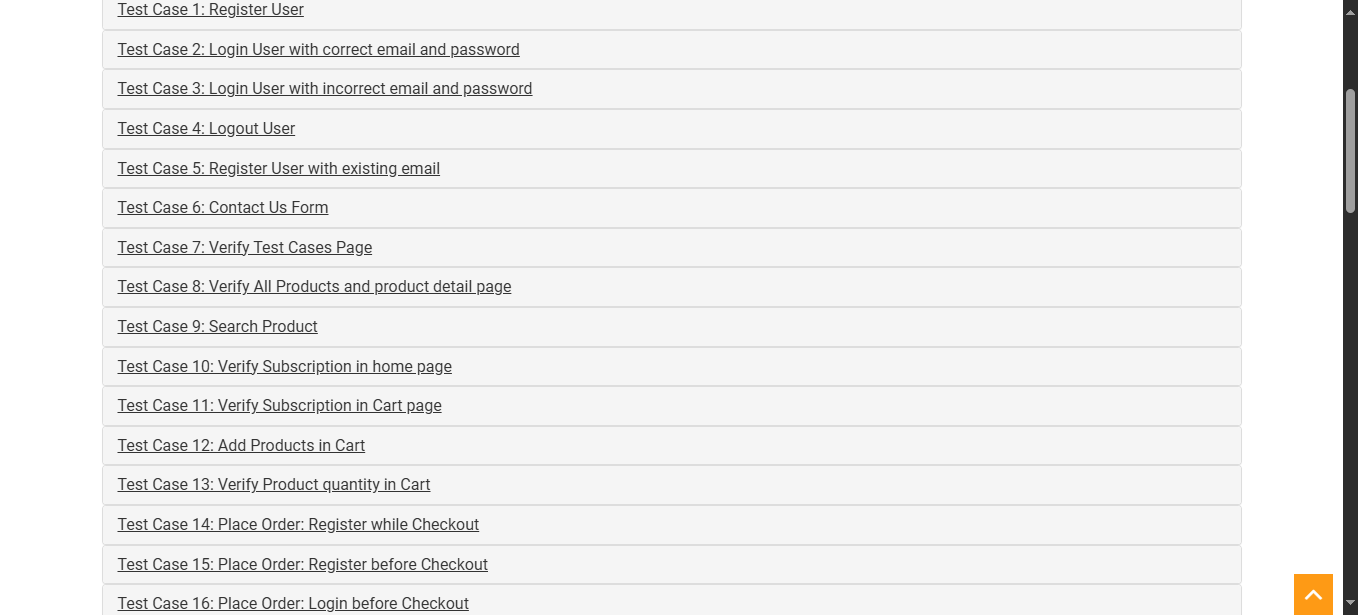 Test Case 1: Register User
Test Case 2: Login User with correct email and password
Test Case 3: Login User with incorrect email and password
Test Case 4: Logout User
Test Case 5: Register User with existing email
Test Case 6: Contact Us Form
Test Case 7: Verify Test Cases Page
Test Case 8: Verify All Products and product detail page
Test Case 9: Search Product
Test Case 10: Verify Subscription in home page
Test Case 11: Verify Subscription in Cart page
Test Case 12: Add Products in Cart
Test Case 13: Verify Product quantity in Cart
Test Case 14: Place Order: Register while Checkout
Test Case 15: Place Order: Register before Checkout
Test Case 16: Place Order: Login before Checkout